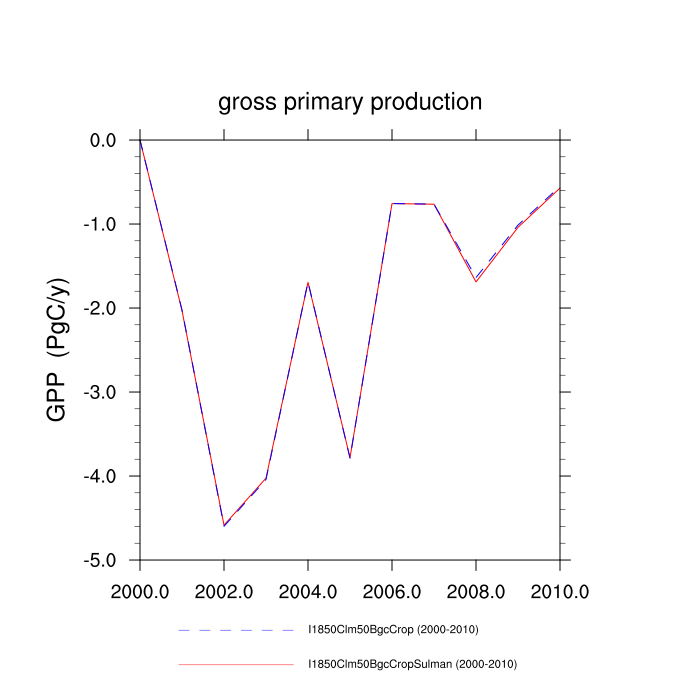 gross primary production
0.0
-1.0
-2.0
-3.0
-4.0
-5.0
GPP (PgC/y)
2000.0 2002.0 2004.0 2006.0 2008.0 2010.0
I1850Clm50BgcCrop (2000-2010)
I1850Clm50BgcCropSulman (2000-2010)